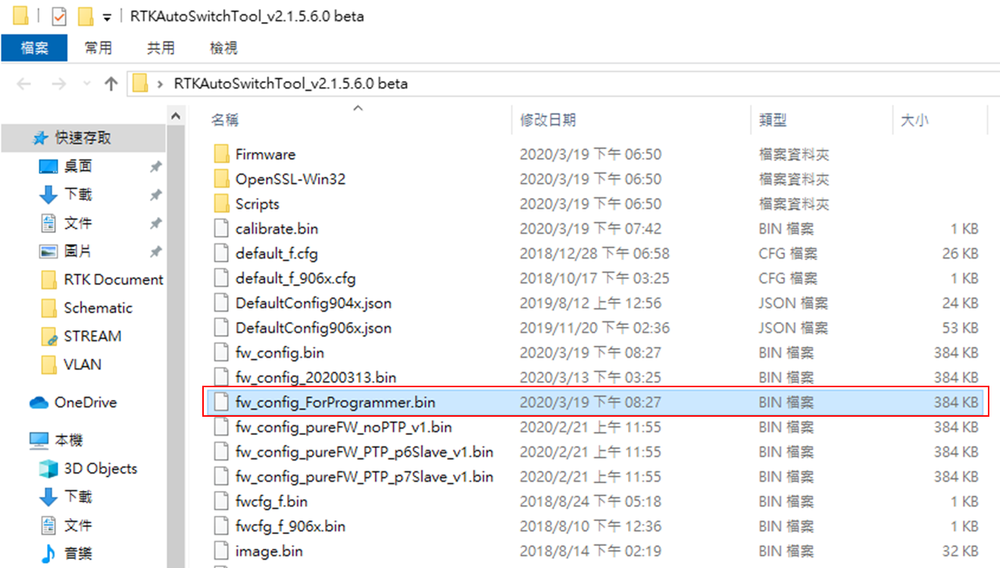 RTKAutoSwitchTool_v2.1.5.6.0 beta
檔案 常用 共用 檢視
RTKAutoSwitchTool_v2.1.5.6.0 beta
快速存取
桌面
下載
文件
圖片
RTK Document
Schematic
STREAM
VLAN
OneDrive
本機
3D Objects
下載
文件
音樂
名稱 修改日期 類型 大小
Firmware 2020/3/19 下午 06:50 檔案資料夾
OpenSSL-Win32 2020/3/19 下午 06:50 檔案資料夾
Scripts 2020/3/19 下午 06:50 檔案資料夾
calibrate.bin 2020/3/19 下午 07:42 BIN 檔案 1 KB
default_f.cfg 2018/12/28 下午 06:58 CFG 檔案 26 KB
default_f_906x.cfg 2018/10/17 下午 03:25 CFG 檔案 1 KB
DefaultConfig904x.json 2019/8/12 上午 12:56 JSON 檔案 24 KB
DefaultConfig906x.json 2019/11/20 下午 02:36 JSON 檔案 53 KB
fw_config.bin 2020/3/19 下午 08:27 BIN 檔案 384 KB
fw_config_20200313.bin 2020/3/13 下午 03:25 BIN 檔案 384 KB
fw_config_ForProgrammer.bin 2020/3/19 下午 08:27 BIN 檔案 384 KB
fw_config_pureFW_noPTP_v1.bin 2020/2/21 上午 11:55 BIN 檔案 384 KB
fw_config_pureFW_PTP_p6Slave_v1.bin 2020/2/21 上午 11:55 BIN 檔案 384 KB
fw_config_pureFW_PTP_p7Slave_v1.bin 2020/2/21 上午 11:55 BIN 檔案 384 KB
fwcfg_f.bin 2018/8/24 下午 05:18 BIN 檔案 1 KB
fwcfg_f_906x.bin 2018/8/10 下午 12:36 BIN 檔案 1 KB
image.bin 2018/8/14 下午 02:19 BIN 檔案 32 KB